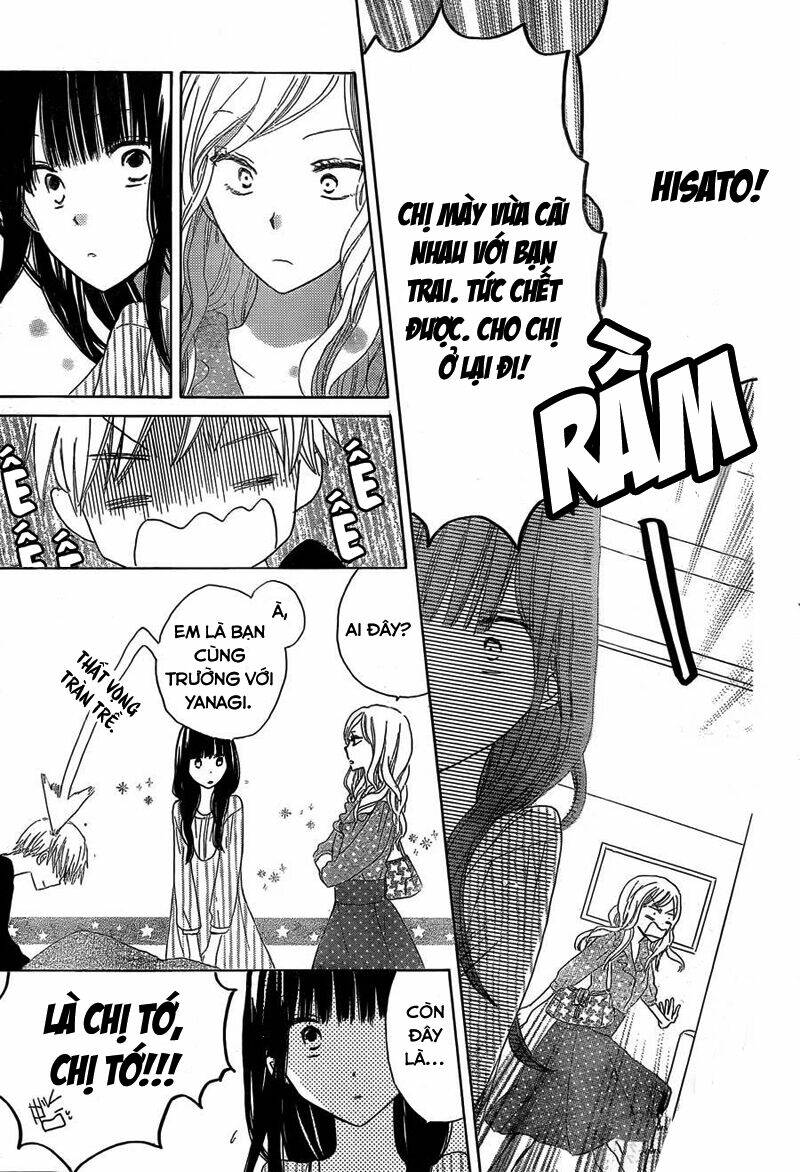 HISATO!
CHỊ MÀY VỪA CÃI
NHAU VỚI BẠN
TRAI. TỨC CHẾT
ĐƯỢC. CHO CHỊ
Ở LẠI ĐI!
RẦM
Ế
Ế
Ế
Ế
Ế
Ế
AI ĐÂY?
À,
EM LÀ BẠN
CÙNG
TRƯỜNG VỚI
YANAGI.
THẤT VỌNG
TRÀN TRỀ.
CÒN ĐÂY
LÀ...
LÀ CHỊ TỚ,
CHỊ TỚ!!!